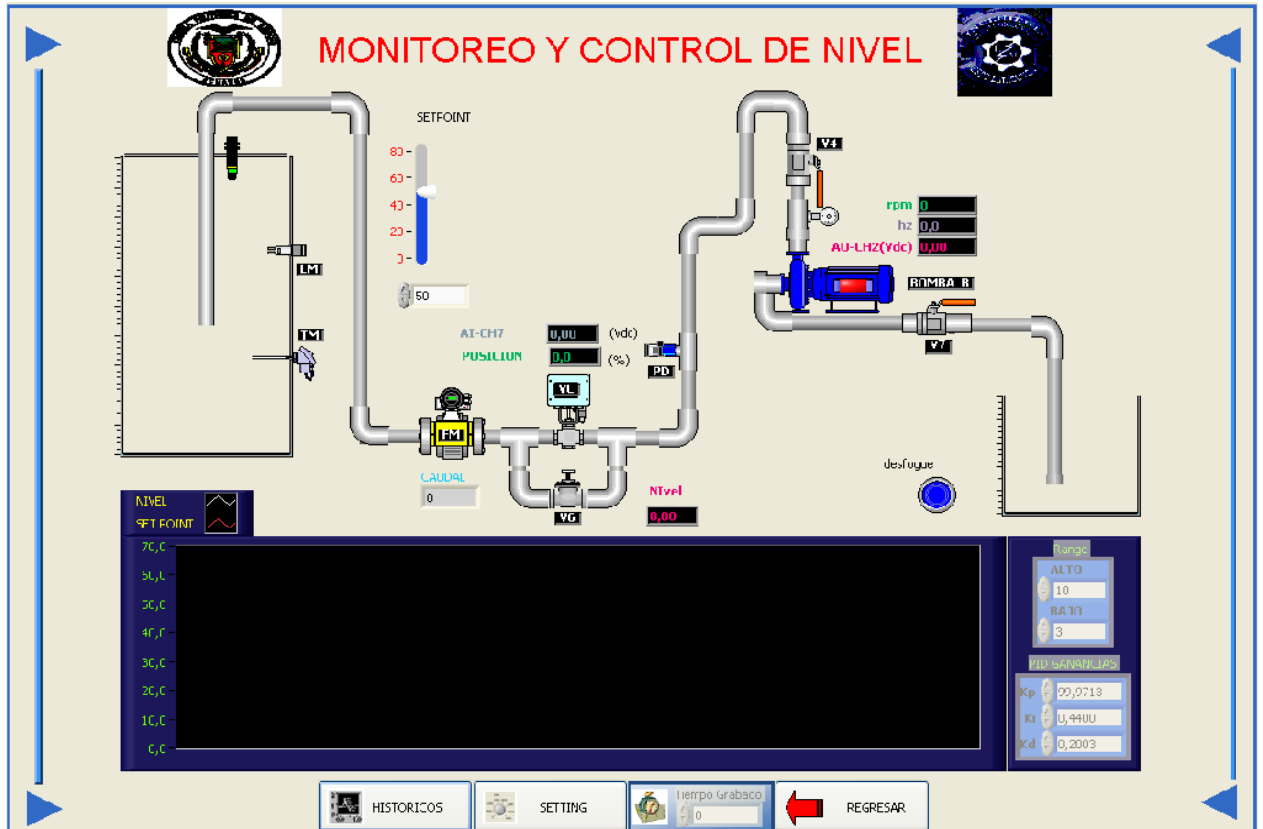 MONITOREO Y CONTROL DE NIVEL
SETPOINT
80
60
40
20
0
50
V4
rpm 0
hz 0,0
AO-CH2(Vdc) 0,00
BOMBA B
V7
LM
TM
AI-CH7 0,00 (Vdc)
POSICION 0,0 (%)
PD
VL
FM
CAUDAL
0
VG
NIvel
0,00
desfogue
NIVEL
SET POINT
70,0
60,0
50,0
40,0
30,0
20,0
10,0
0,0
Rango
ALTO
10
BAJO
3
PID GANANCIAS
Kp 99,9713
Ki 0,4400
Kd 0,2003
HISTORICOS
SETTING
Tiempo Grabado
0
REGRESAR